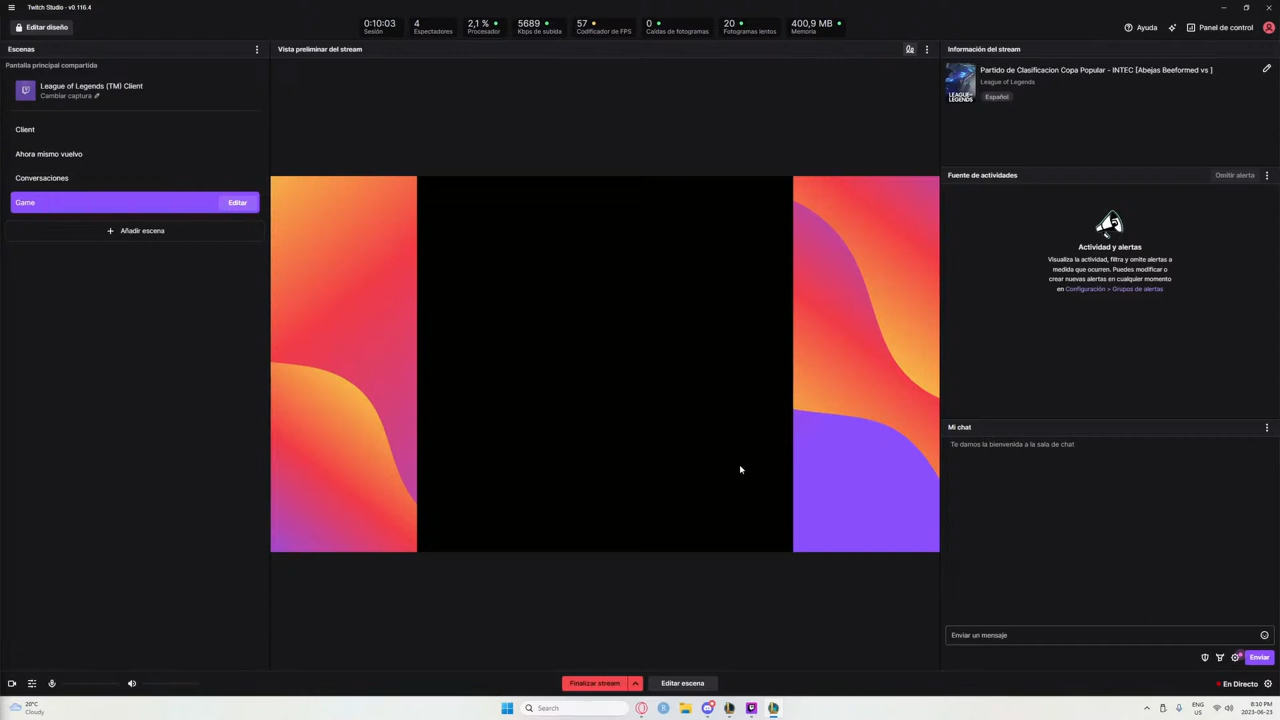 Twitch Studio - v0.116.4
Editar diseño
0:10:03
Sesión
4
Espectadores
2,1 %
Procesador
5689
Kbps de subida
57
Codificador de FPS
0
Caídas de fotogramas
20
Fotogramas lentos
400,9 MB
Memoria
Ayuda
Panel de control
Escenas
Pantalla principal compartida
League of Legends (TM) Client
Cambiar captura
Client
Ahora mismo vuelvo
Conversaciones
Game
Editar
Añadir escena
Vista preliminar del stream
Información del stream
LEAGUE OF
LEGENDS
Partido de Clasificacion Copa Popular - INTEC [Abejas Beeformed vs ]
League of Legends
Español
Fuente de actividades
Omitir alerta
Actividad y alertas
Visualiza la actividad, filtra y omite alertas a
medida que ocurren. Puedes modificar o
crear nuevas alertas en cualquier momento
en Configuración > Grupos de alertas
Mi chat
Te damos la bienvenida a la sala de chat
Enviar un mensaje
Enviar
Finalizar stream
Editar escena
En Directo
20°C
Cloudy
Search
ENG
US
8:10 PM
2023-06-23